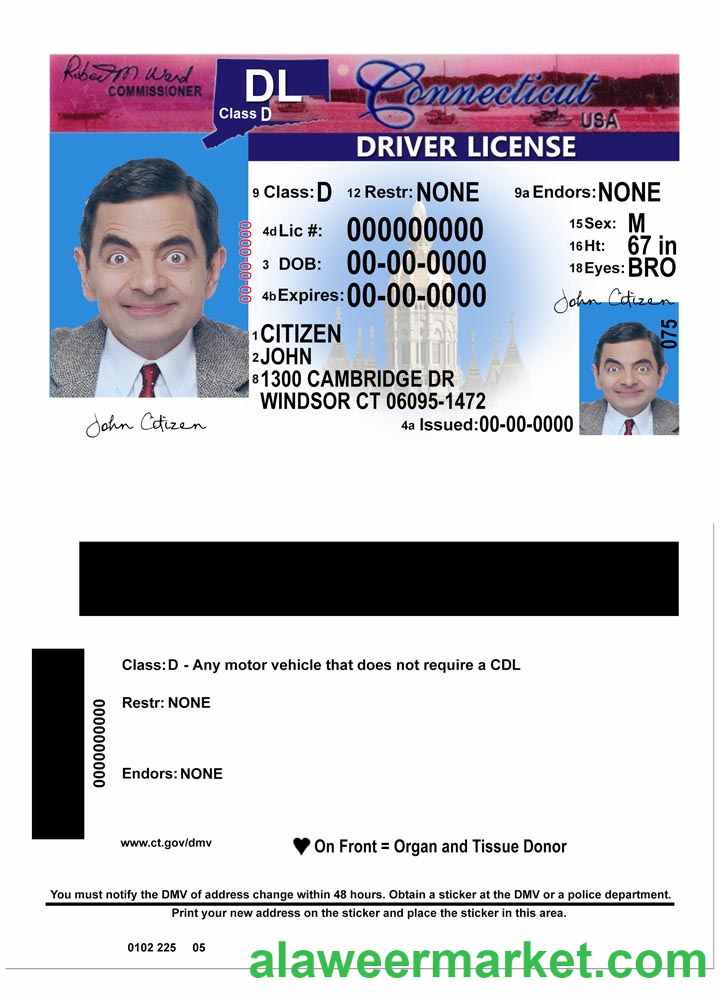 Robert M. Ward
COMMISSIONER
DL
Class D
Connecticut
USA
DRIVER LICENSE
9 Class: D 12 Restr: NONE 9a Endors: NONE
4d Lic #: 000000000
15 Sex: M
3 DOB: 00-00-0000
16 Ht: 67 in
4b Expires: 00-00-0000
18 Eyes: BRO
00-00-0000
John Citizen
1 CITIZEN
2 JOHN
8 1300 CAMBRIDGE DR
WINDSOR CT 06095-1472
4a Issued: 00-00-0000
075
John Citizen
Class: D - Any motor vehicle that does not require a CDL
Restr: NONE
0000000000
Endors: NONE
www.ct.gov/dmv
♥ On Front = Organ and Tissue Donor
You must notify the DMV of address change within 48 hours. Obtain a sticker at the DMV or a police department.
Print your new address on the sticker and place the sticker in this area.
0102 225 05
alaweermarket.com